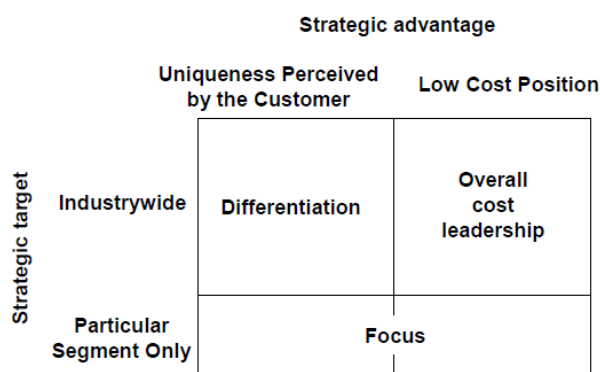 Strategic advantage
Uniqueness Perceived
by the Customer
Low Cost Position
Strategic target
Industrywide
Differentiation
Overall
cost
leadership
Particular
Segment Only
Focus